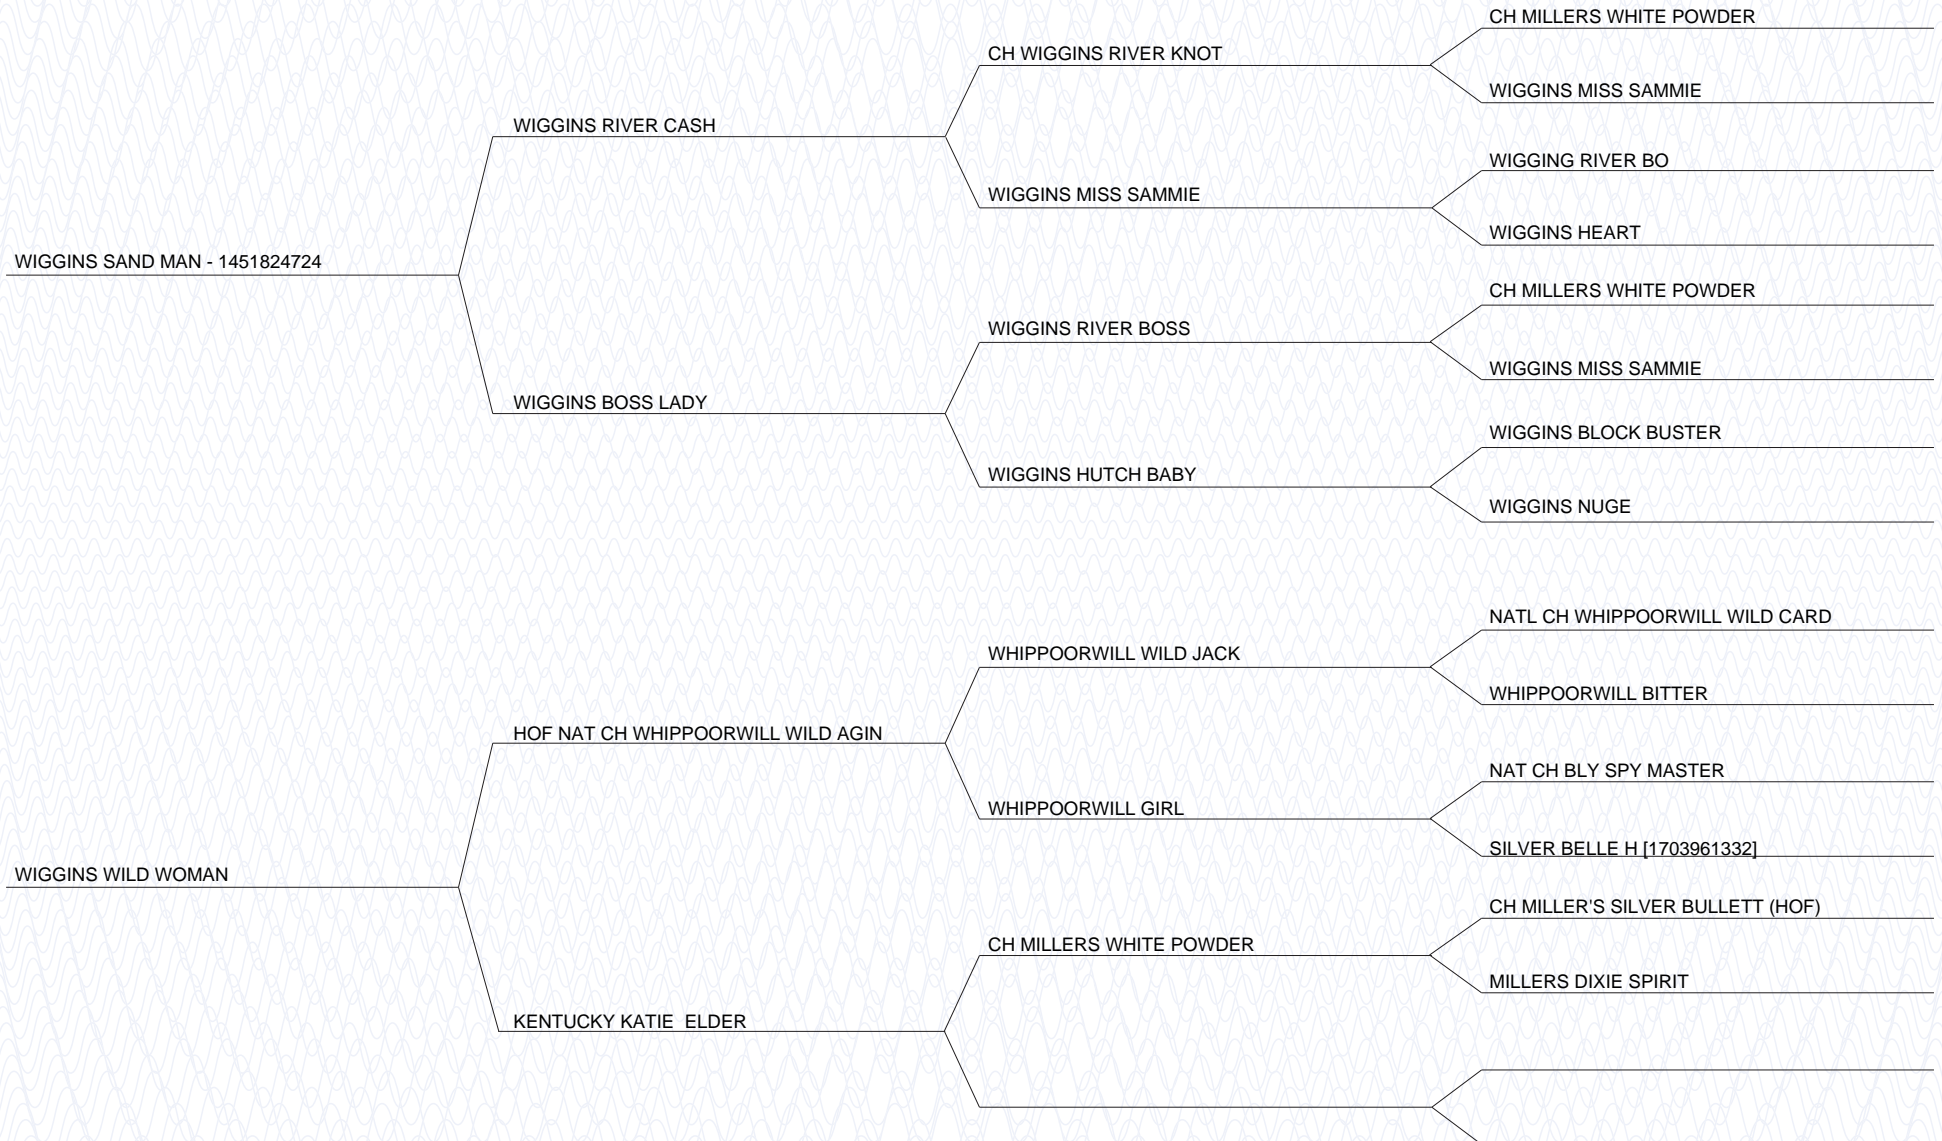 CH MILLERS WHITE POWDER
CH WIGGINS RIVER KNOT
WIGGINS MISS SAMMIE
WIGGINS RIVER CASH
WIGGING RIVER BO
WIGGINS MISS SAMMIE
WIGGINS HEART
WIGGINS SAND MAN - 1451824724
CH MILLERS WHITE POWDER
WIGGINS RIVER BOSS
WIGGINS MISS SAMMIE
WIGGINS BOSS LADY
WIGGINS BLOCK BUSTER
WIGGINS HUTCH BABY
WIGGINS NUGE
NATL CH WHIPPOORWILL WILD CARD
WHIPPOORWILL WILD JACK
WHIPPOORWILL BITTER
HOF NAT CH WHIPPOORWILL WILD AGIN
NAT CH BLY SPY MASTER
WHIPPOORWILL GIRL
SILVER BELLE H [1703961332]
WIGGINS WILD WOMAN
CH MILLER'S SILVER BULLETT (HOF)
CH MILLERS WHITE POWDER
MILLERS DIXIE SPIRIT
KENTUCKY KATIE  ELDER